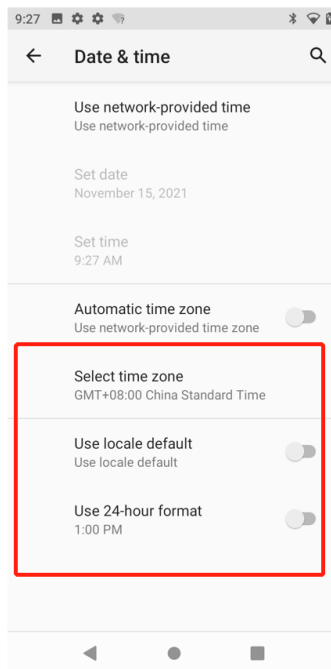 9:27
Date & time
Use network-provided time
Use network-provided time
Set date
November 15, 2021
Set time
9:27 AM
Automatic time zone
Use network-provided time zone
Select time zone
GMT+08:00 China Standard Time
Use locale default
Use locale default
Use 24-hour format
1:00 PM